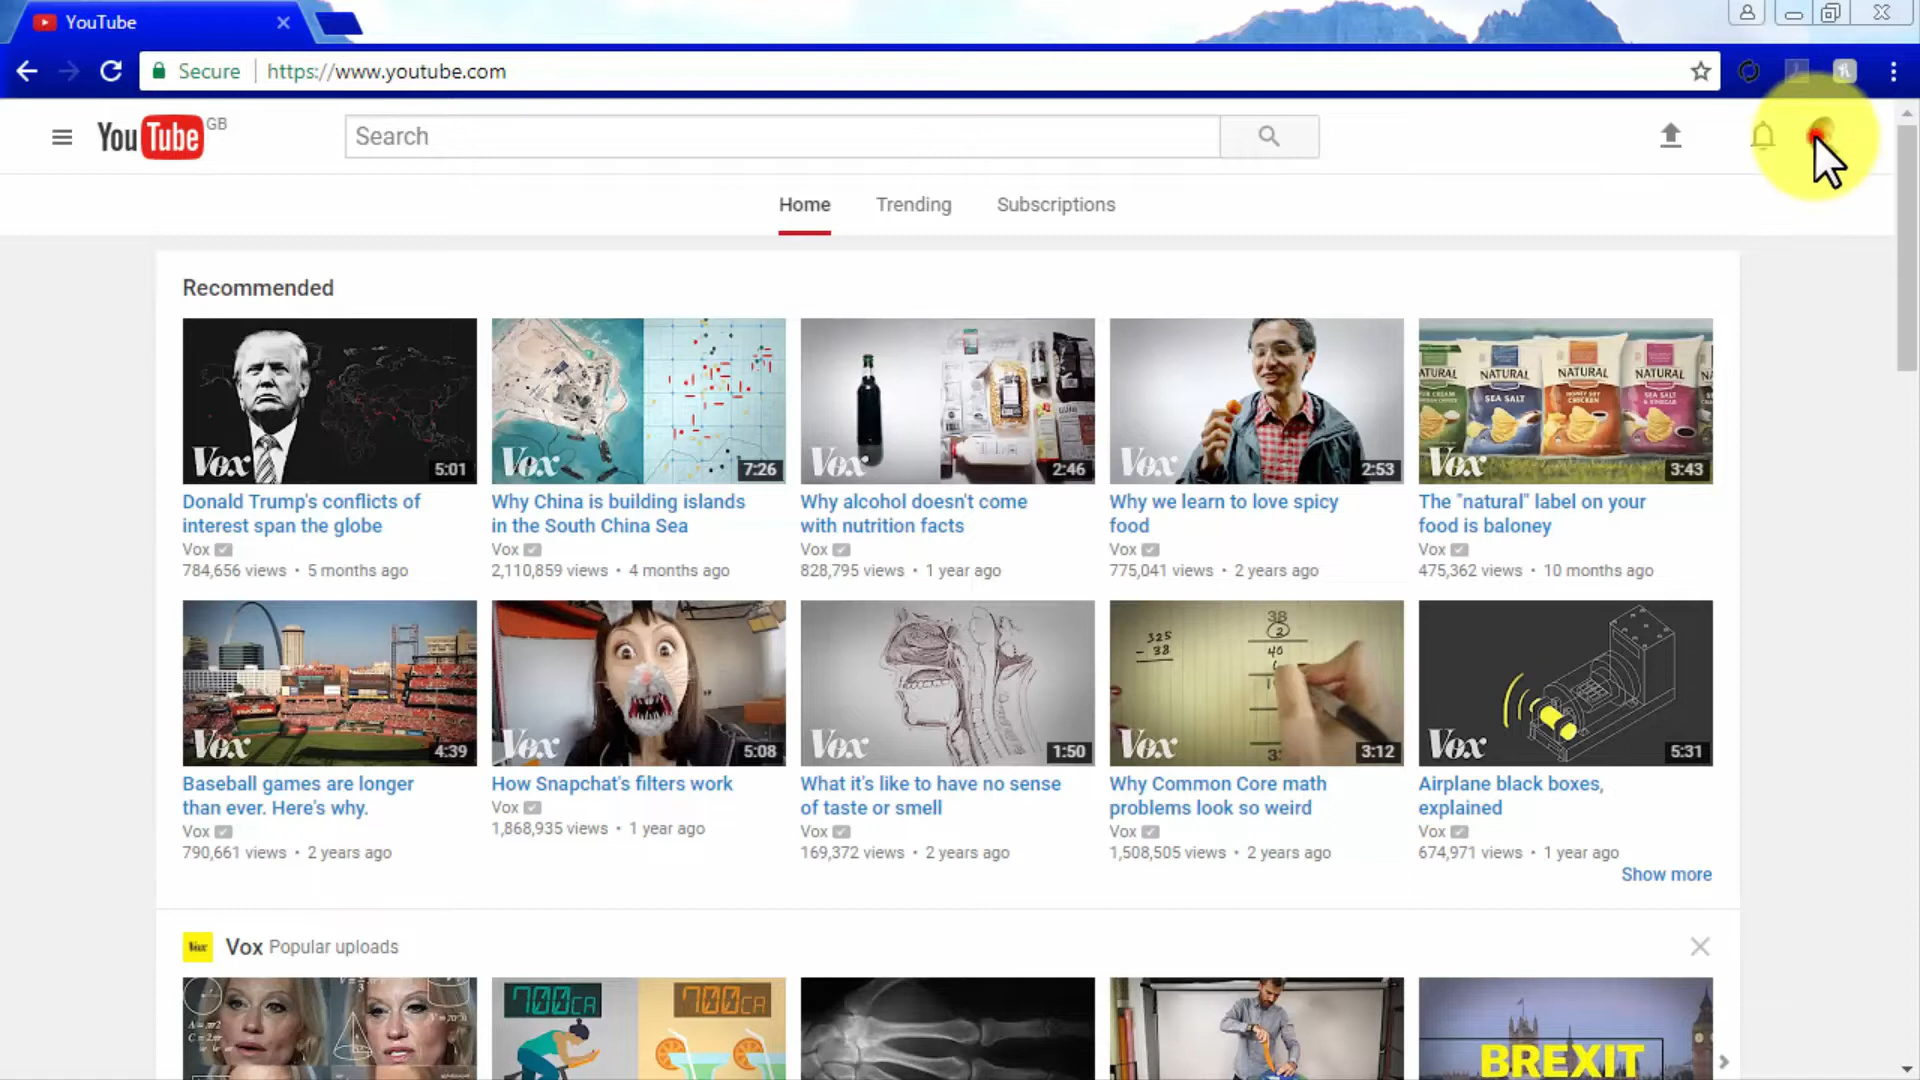 YouTube
Secure
https://www.youtube.com
YouTube GB
Search
Home
Trending
Subscriptions
Recommended
Vox 5:01
Vox 7:26
Vox 2:46
Vox 2:53
NATURAL NATURAL NATURAL
SEA SALT
Vox 3:43
Donald Trump's conflicts of
interest span the globe
Vox
784,656 views • 5 months ago
Why China is building islands
in the South China Sea
Vox
2,110,859 views • 4 months ago
Why alcohol doesn't come
with nutrition facts
Vox
828,795 views • 1 year ago
Why we learn to love spicy
food
Vox
775,041 views • 2 years ago
The "natural" label on your
food is baloney
Vox
475,362 views • 10 months ago
Vox 4:39
Vox 5:08
Vox 1:50
325
- 38
38
2
40
Vox 3:12
Vox 5:31
Baseball games are longer
than ever. Here's why.
Vox
790,661 views • 2 years ago
How Snapchat's filters work
Vox
1,868,935 views • 1 year ago
What it's like to have no sense
of taste or smell
Vox
169,372 views • 2 years ago
Why Common Core math
problems look so weird
Vox
1,508,505 views • 2 years ago
Airplane black boxes,
explained
Vox
674,971 views • 1 year ago
Show more
Vox Popular uploads
700CA
700CA
BREXIT